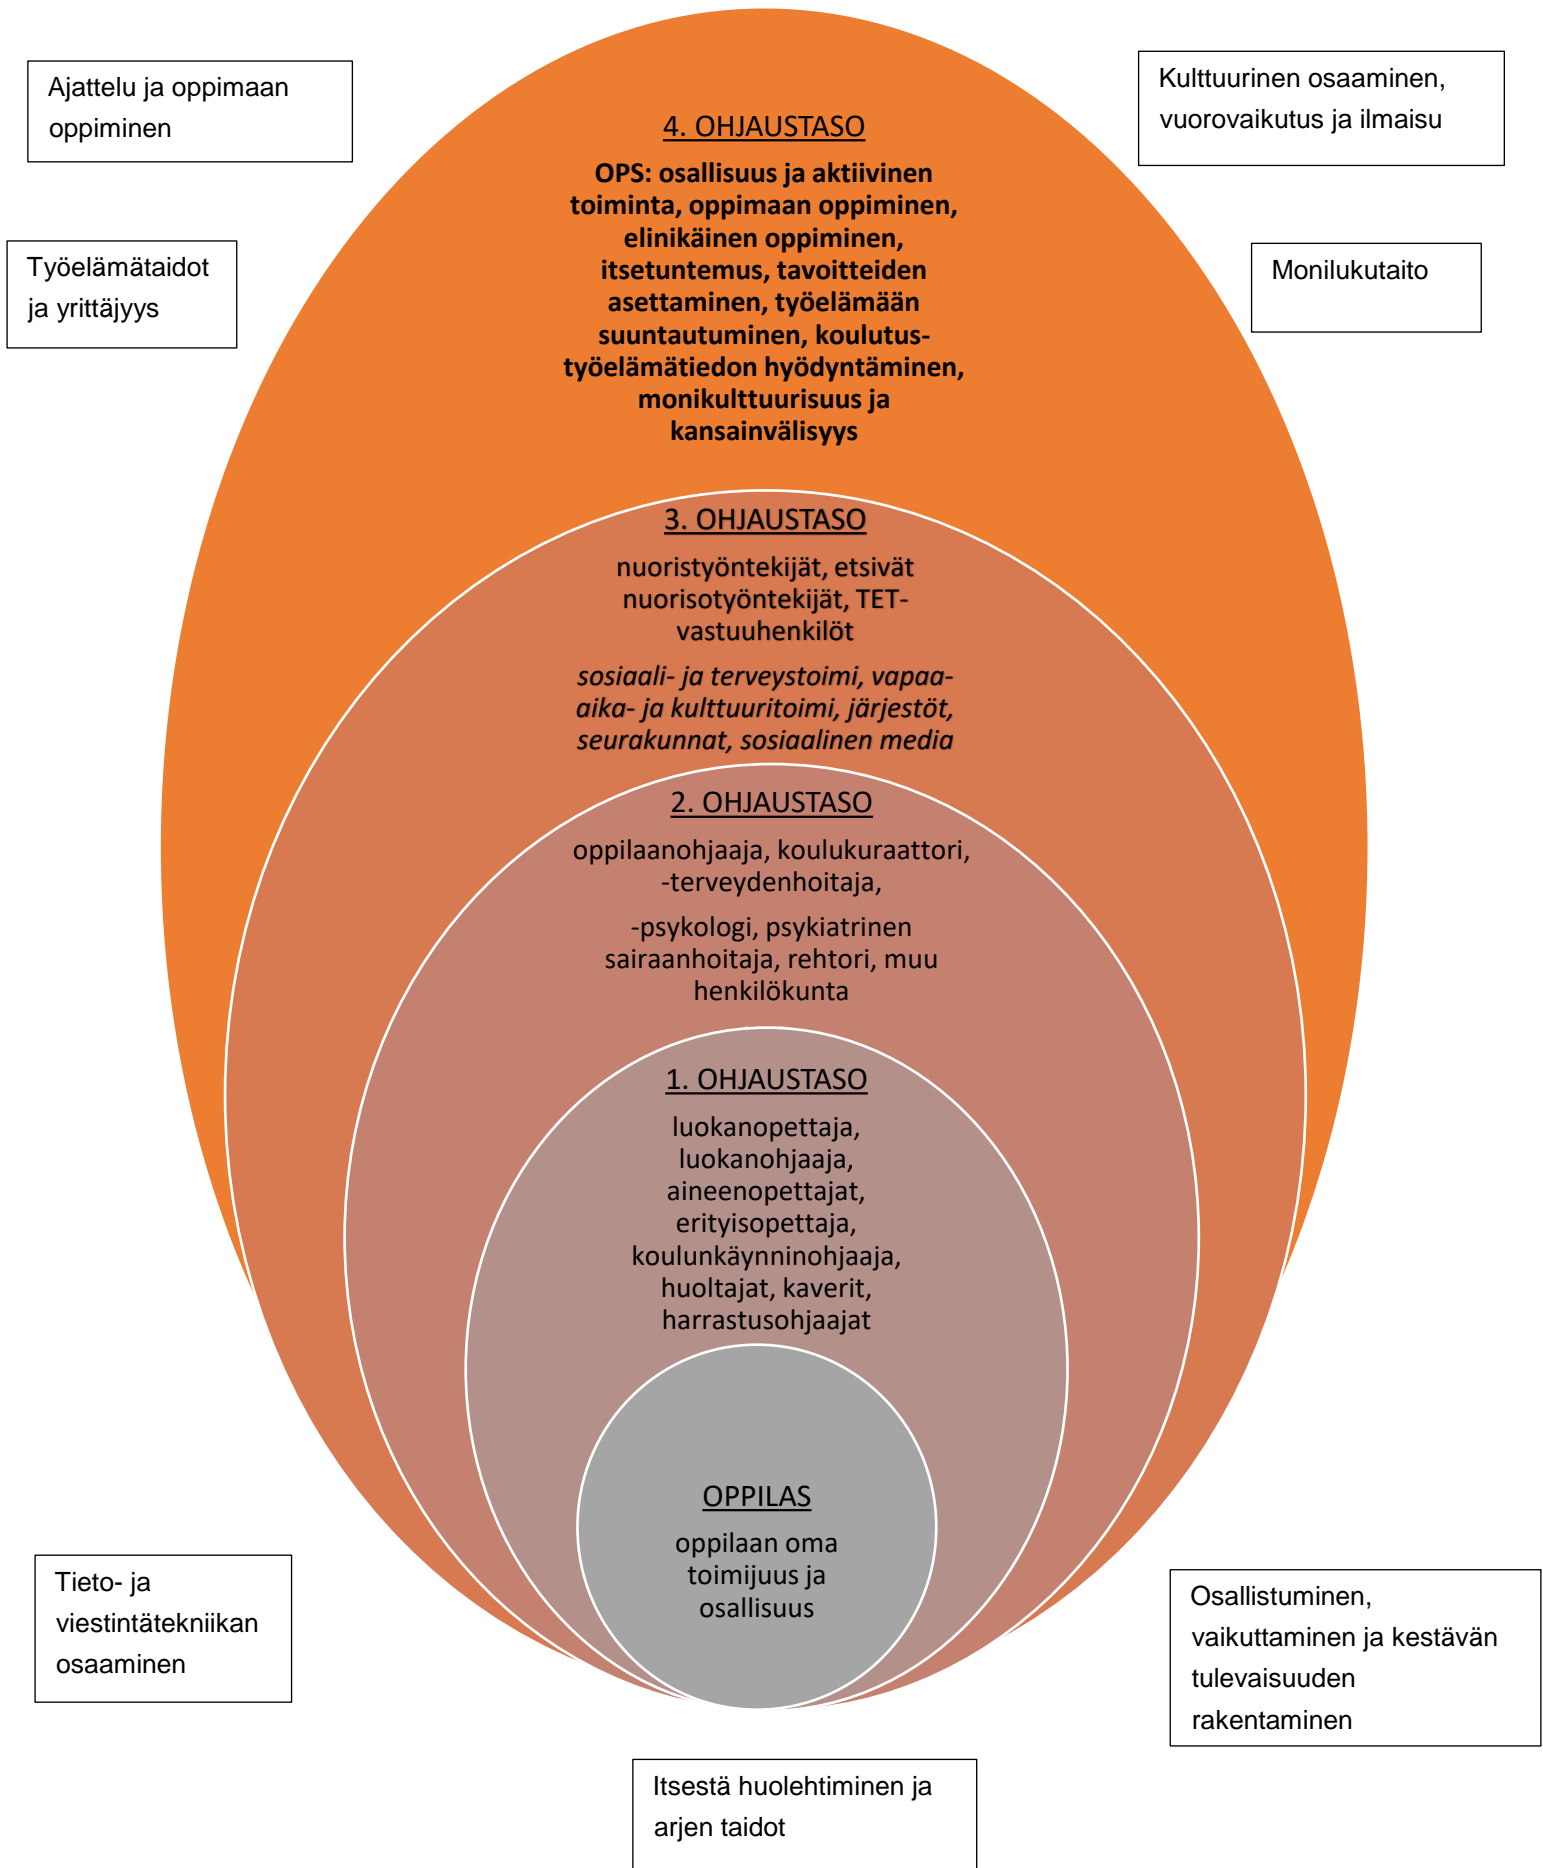 Ajattelu ja oppimaan
oppiminen
Kulttuurinen osaaminen,
vuorovaikutus ja ilmaisu
Työelämätaidot
ja yrittäjyys
Monilukutaito
4. OHJAUSTASO
OPS: osallisuus ja aktiivinen
toiminta, oppimaan oppiminen,
elinikäinen oppiminen,
itsetuntemus, tavoitteiden
asettaminen, työelämään
suuntautuminen, koulutus-
työelämätiedon hyödyntäminen,
monikulttuurisuus ja
kansainvälisyys
3. OHJAUSTASO
nuoristyöntekijät, etsivät
nuorisotyöntekijät, TET-
vastuuhenkilöt
sosiaali- ja terveystoimi, vapaa-
aika- ja kulttuuritoimi, järjestöt,
seurakunnat, sosiaalinen media
2. OHJAUSTASO
oppilaanohjaaja, koulukuraattori,
-terveydenhoitaja,
-psykologi, psykiatrinen
sairaanhoitaja, rehtori, muu
henkilökunta
1. OHJAUSTASO
luokanopettaja,
luokanohjaaja,
aineenopettajat,
erityisopettaja,
koulunkäynninohjaaja,
huoltajat, kaverit,
harrastusohjaajat
OPPILAS
oppilaan oma
toimijuus ja
osallisuus
Tieto- ja
viestintätekniikan
osaaminen
Osallistuminen,
vaikuttaminen ja kestävän
tulevaisuuden
rakentaminen
Itsestä huolehtiminen ja
arjen taidot